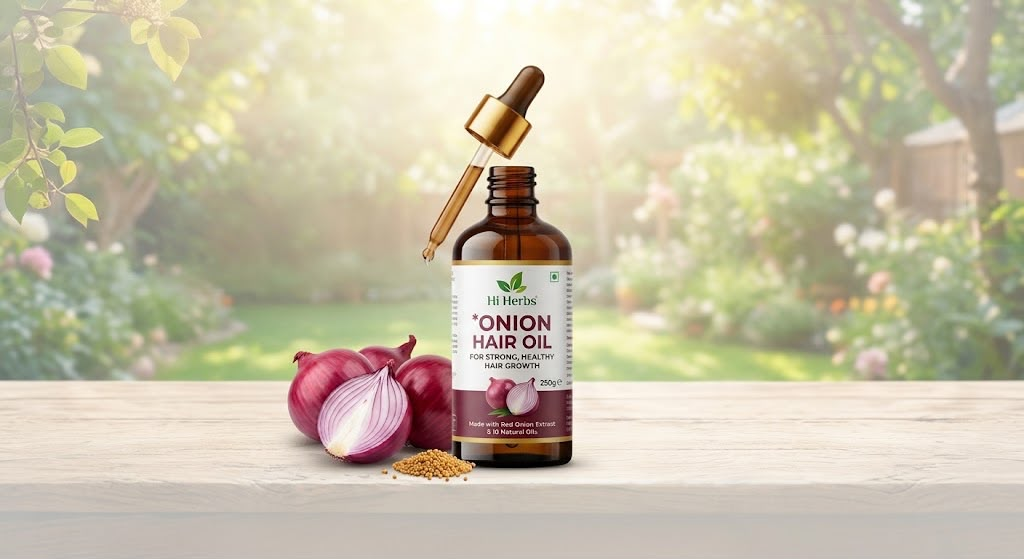 Hi Herbs
*ONION
HAIR OIL
FOR STRONG, HEALTHY
HAIR GROWTH
250g ℮
Made with Red Onion Extract
& 10 Natural Oils